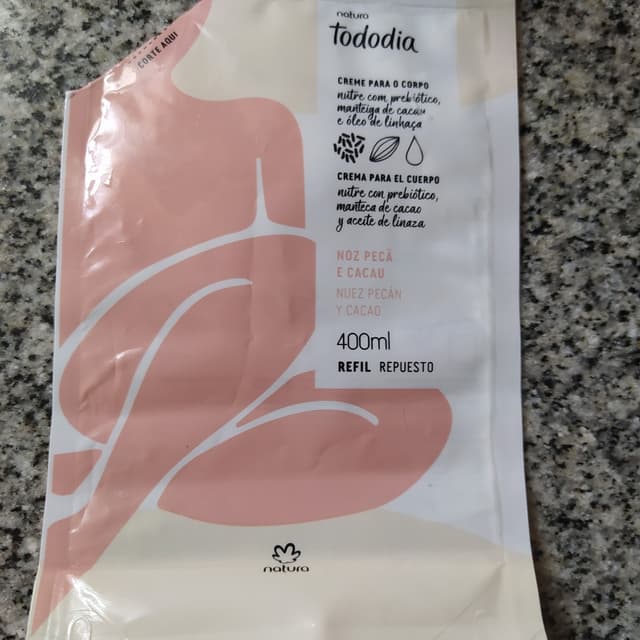 CORTE AQUI
natura
tododia
CREME PARA O CORPO
nutre com prebiótico,
manteiga de cacau
e óleo de linhaça
CREMA PARA EL CUERPO
nutre con prebiótico,
manteca de cacao
y aceite de linaza
NOZ PECÃ
E CACAU
NUEZ PECÁN
Y CACAO
400ml
REFIL REPUESTO
natura